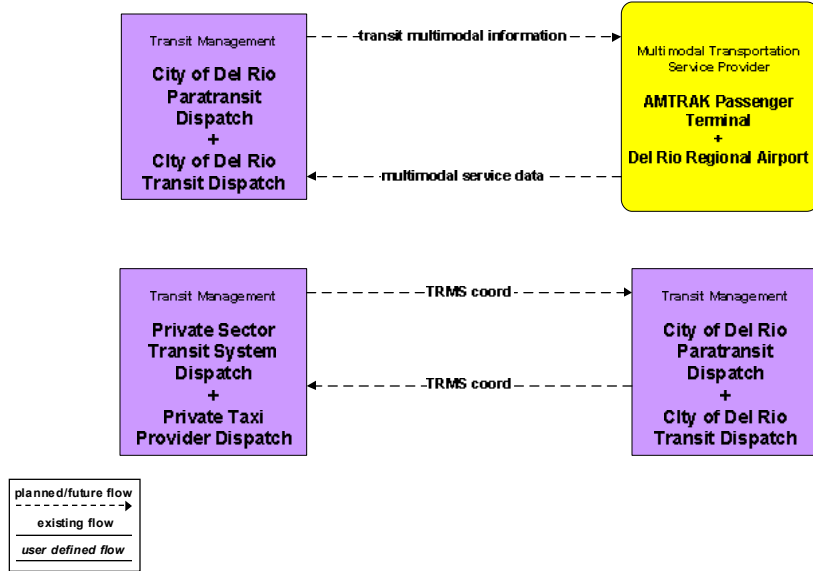 Transit Management
City of Del Rio
Paratransit
Dispatch
+
CIty of Del Rio
Transit Dispatch
transit multimodal information
multimodal service data
Multimodal Transportation
Service Provider
AMTRAK Passenger
Terminal
+
Del Rio Regional Airport
Transit Management
Private Sector
Transit System
Dispatch
+
Private Taxi
Provider Dispatch
TRMS coord
TRMS coord
Transit Management
City of Del Rio
Paratransit
Dispatch
+
CIty of Del Rio
Transit Dispatch
planned/future flow
existing flow
user defined flow